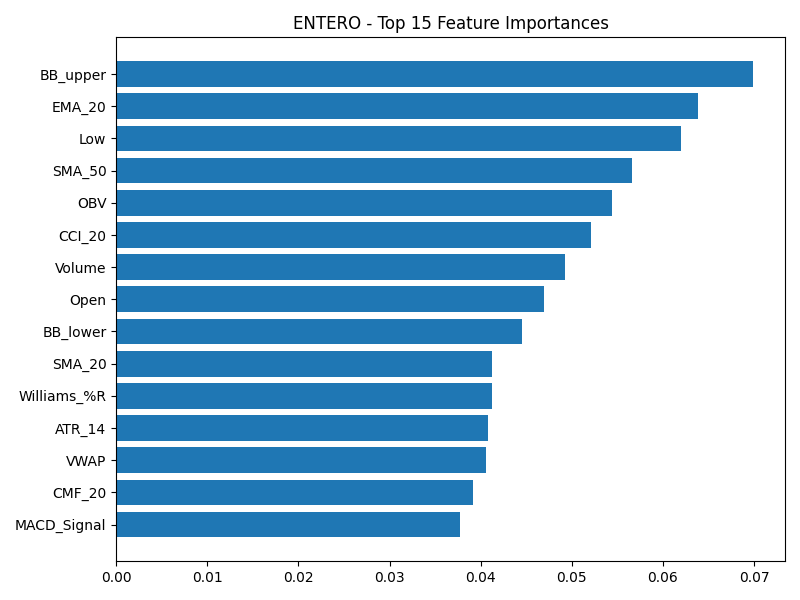 ENTERO - Top 15 Feature Importances
BB_upper
EMA_20
Low
SMA_50
OBV
CCI_20
Volume
Open
BB_lower
SMA_20
Williams_%R
ATR_14
VWAP
CMF_20
MACD_Signal
0.00 0.01 0.02 0.03 0.04 0.05 0.06 0.07